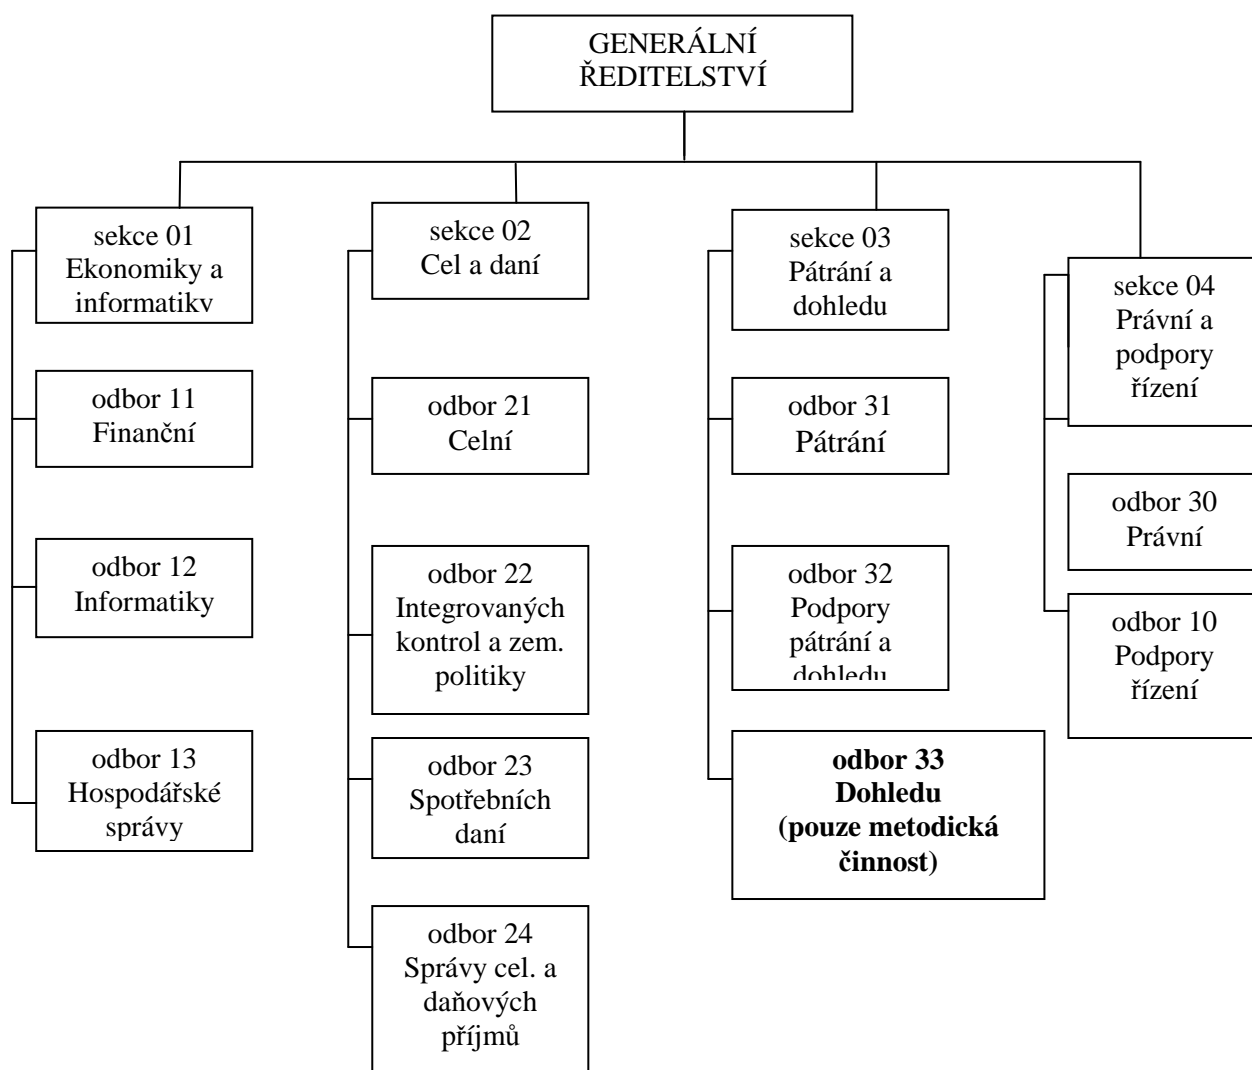 GENERÁLNÍ
ŘEDITELSTVÍ
sekce 01
Ekonomiky a
informatiky
odbor 11
Finanční
odbor 12
Informatiky
odbor 13
Hospodářské
správy
sekce 02
Cel a daní
odbor 21
Celní
odbor 22
Integrovaných
kontrol a zem.
politiky
odbor 23
Spotřebních
daní
odbor 24
Správy cel. a
daňových
příjmů
sekce 03
Pátrání a
dohledu
odbor 31
Pátrání
odbor 32
Podpory
pátrání a
dohledu
odbor 33
Dohledu
(pouze metodická
činnost)
sekce 04
Právní a
podpory
řízení
odbor 30
Právní
odbor 10
Podpory
řízení